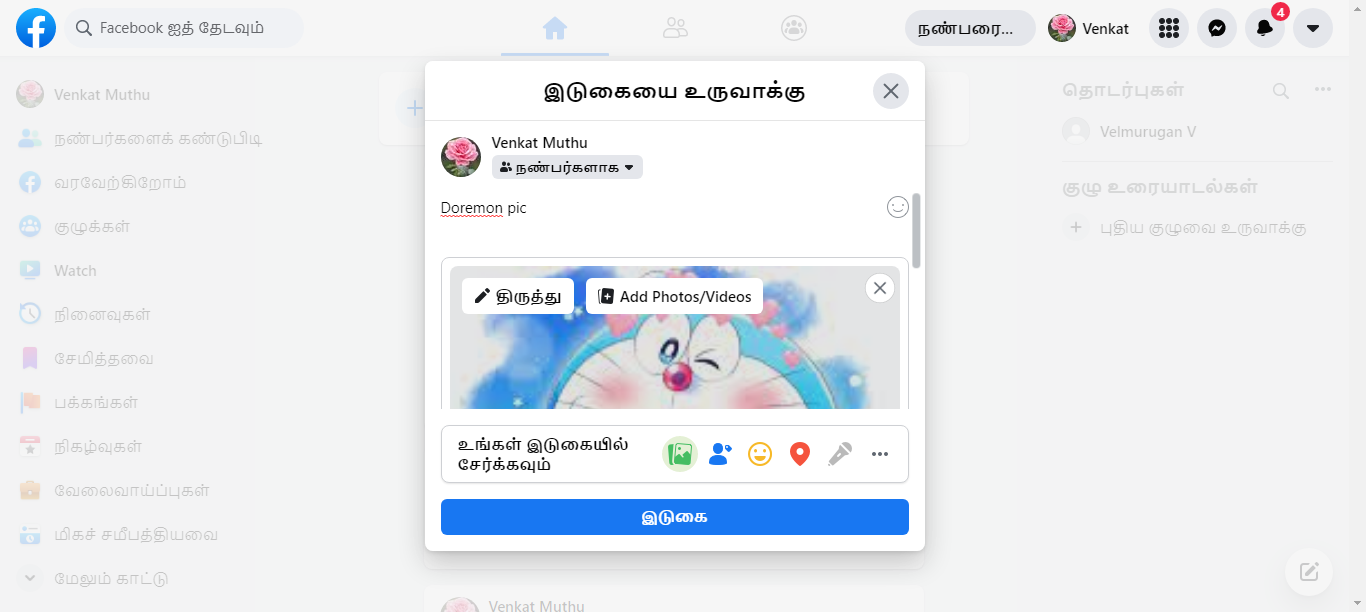 Facebook ஐத் தேடவும்
நண்பரை...
Venkat
4
Venkat Muthu
நண்பர்களைக் கண்டுபிடி
வரவேற்கிறோம்
குழுக்கள்
Watch
நினைவுகள்
சேமித்தவை
பக்கங்கள்
நிகழ்வுகள்
வேலைவாய்ப்புகள்
மிகச் சமீபத்தியவை
மேலும் காட்டு
இடுகையை உருவாக்கு
Venkat Muthu
நண்பர்களாக
Doremon pic
திருத்து
Add Photos/Videos
உங்கள் இடுகையில்
சேர்க்கவும்
இடுகை
Venkat Muthu
தொடர்புகள்
Velmurugan V
குழு உரையாடல்கள்
புதிய குழுவை உருவாக்கு